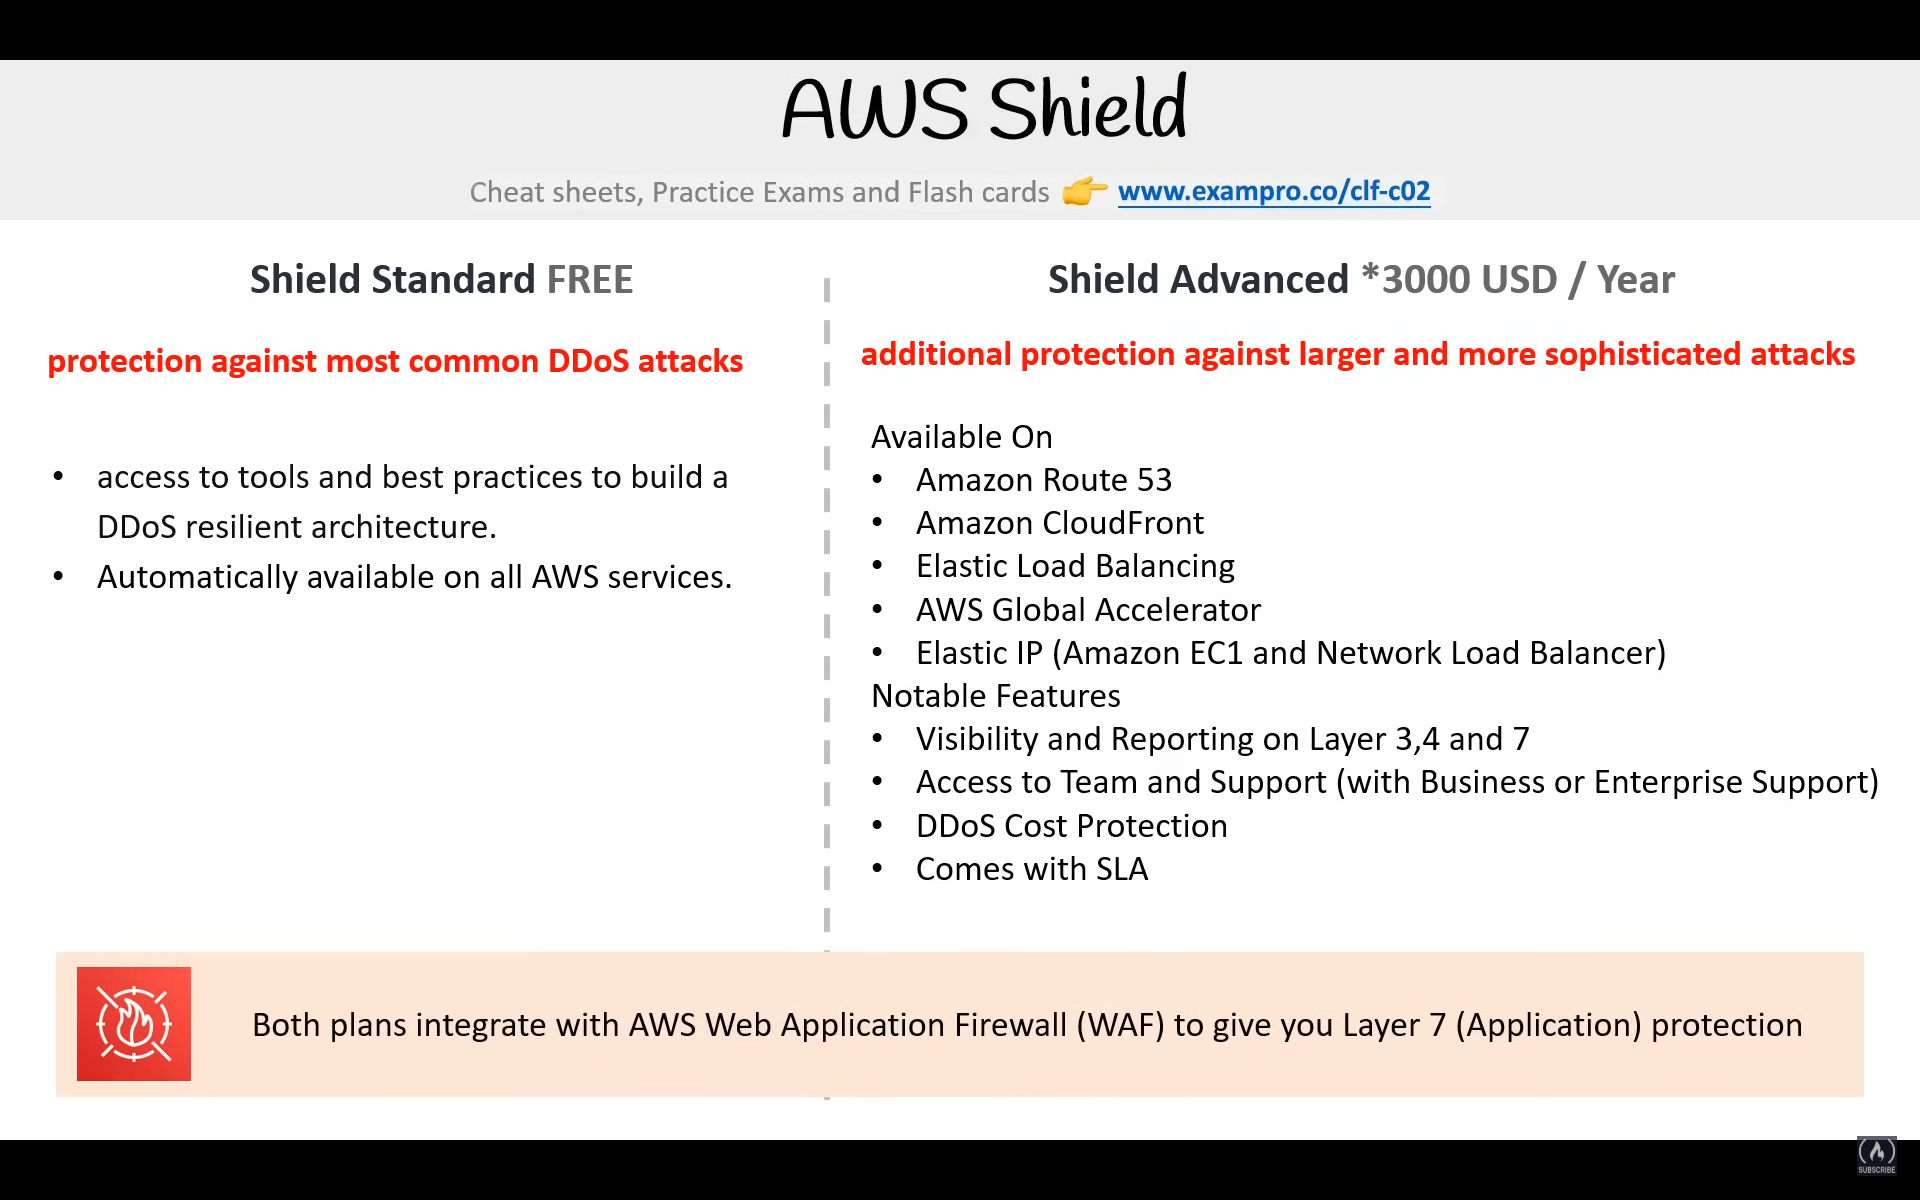 AWS Shield
Cheat sheets, Practice Exams and Flash cards 👉 www.exampro.co/clf-c02
Shield Standard FREE
protection against most common DDoS attacks
• access to tools and best practices to build a
DDoS resilient architecture.
• Automatically available on all AWS services.
Shield Advanced *3000 USD / Year
additional protection against larger and more sophisticated attacks
Available On
• Amazon Route 53
• Amazon CloudFront
• Elastic Load Balancing
• AWS Global Accelerator
• Elastic IP (Amazon EC1 and Network Load Balancer)
Notable Features
• Visibility and Reporting on Layer 3,4 and 7
• Access to Team and Support (with Business or Enterprise Support)
• DDoS Cost Protection
• Comes with SLA
Both plans integrate with AWS Web Application Firewall (WAF) to give you Layer 7 (Application) protection
SUBSCRIBE